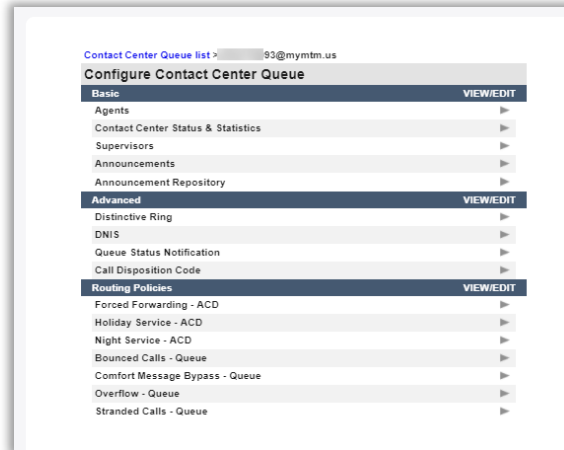 Contact Center Queue list > 93@mymtm.us
Configure Contact Center Queue
Basic VIEW/EDIT
Agents
Contact Center Status & Statistics
Supervisors
Announcements
Announcement Repository
Advanced VIEW/EDIT
Distinctive Ring
DNIS
Queue Status Notification
Call Disposition Code
Routing Policies VIEW/EDIT
Forced Forwarding - ACD
Holiday Service - ACD
Night Service - ACD
Bounced Calls - Queue
Comfort Message Bypass - Queue
Overflow - Queue
Stranded Calls - Queue